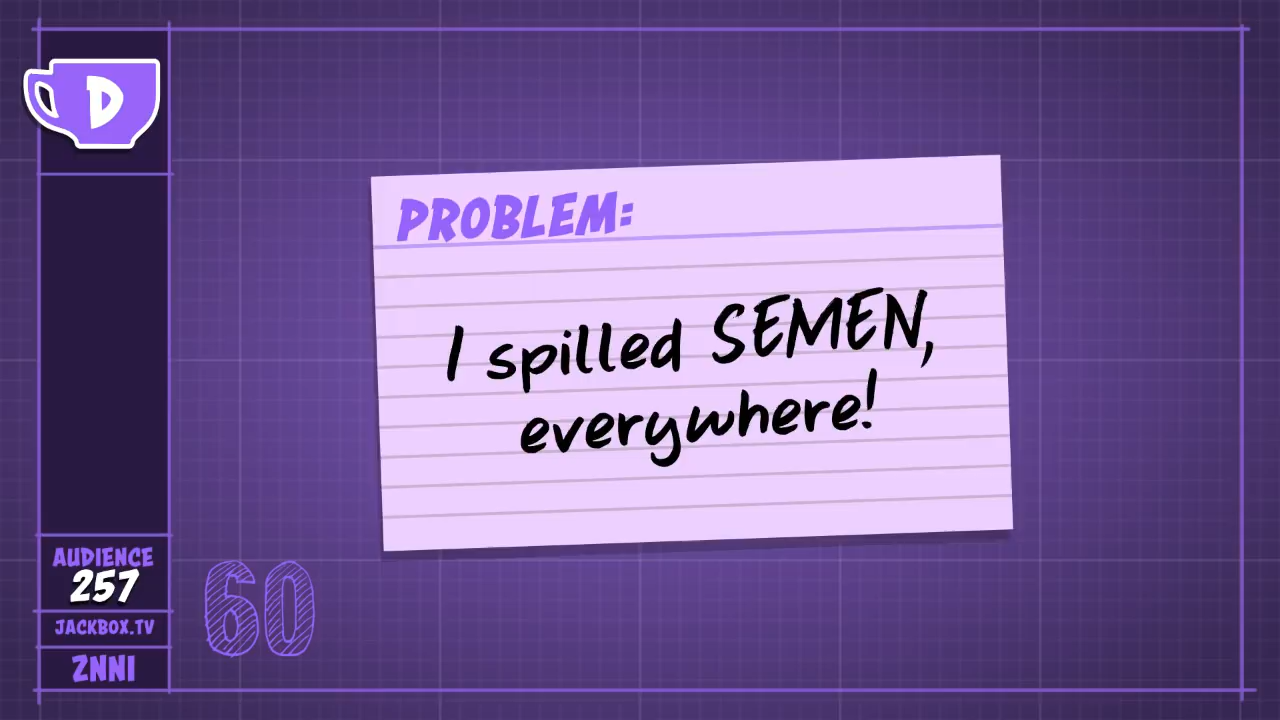 D
PROBLEM:
I spilled SEMEN,
everywhere!
AUDIENCE
257
JACKBOX.TV
ZNNI
60